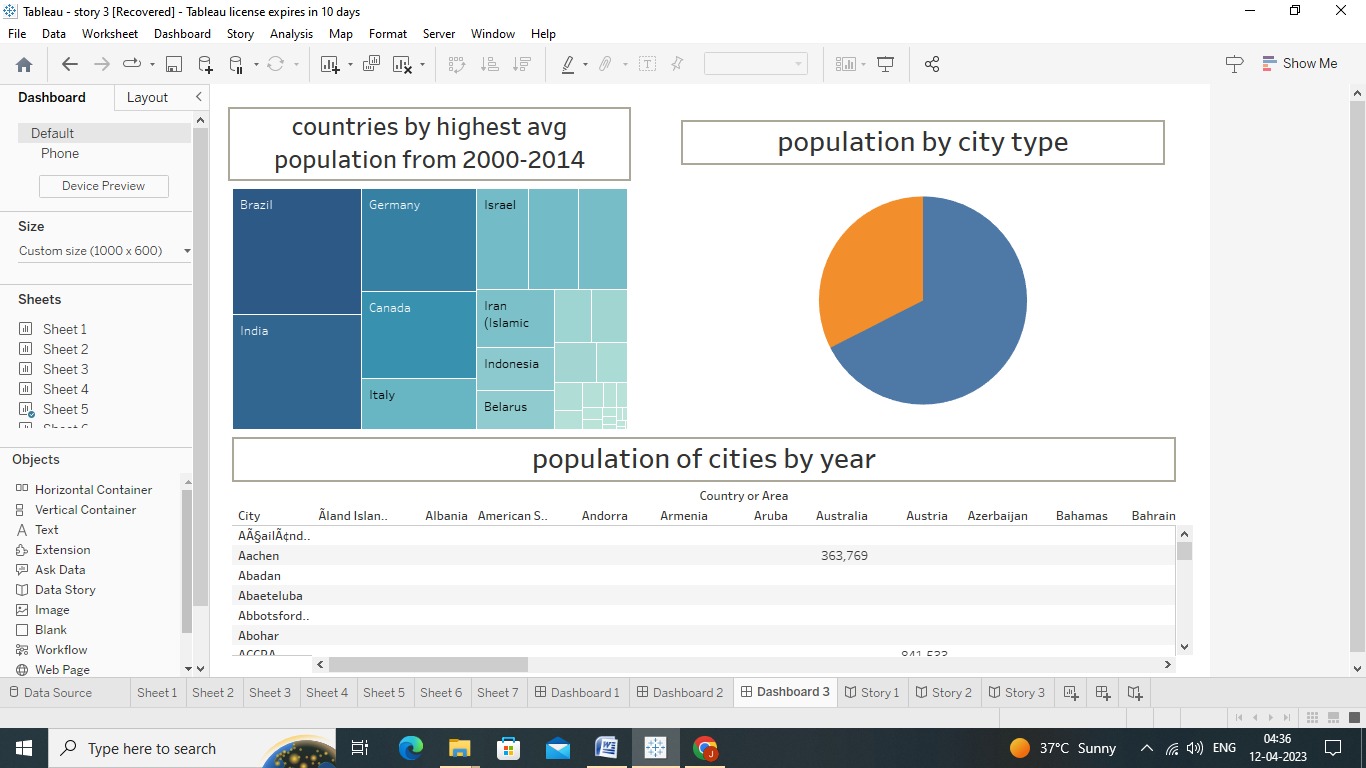 Tableau - story 3 [Recovered] - Tableau license expires in 10 days
File Data Worksheet Dashboard Story Analysis Map Format Server Window Help
Show Me
Dashboard Layout
Default
Phone
Device Preview
Size
Custom size (1000 x 600)
Sheets
Sheet 1
Sheet 2
Sheet 3
Sheet 4
Sheet 5
Objects
Horizontal Container
Vertical Container
Text
Extension
Ask Data
Data Story
Image
Blank
Workflow
Web Page
countries by highest avg
population from 2000-2014
Brazil
India
Germany
Canada
Italy
Israel
Iran
(Islamic
Indonesia
Belarus
population by city type
population of cities by year
Country or Area
City Ãland Islan.. Albania American S.. Andorra Armenia Aruba Australia Austria Azerbaijan Bahamas Bahrain
AÃ§ailÃ¢nd..
Aachen 363,769
Abadan
Abaeteluba
Abbotsford..
Abohar
ACCRA 841,533
Data Source Sheet 1 Sheet 2 Sheet 3 Sheet 4 Sheet 5 Sheet 6 Sheet 7 Dashboard 1 Dashboard 2 Dashboard 3 Story 1 Story 2 Story 3
Type here to search
37°C Sunny
ENG
04:36
12-04-2023